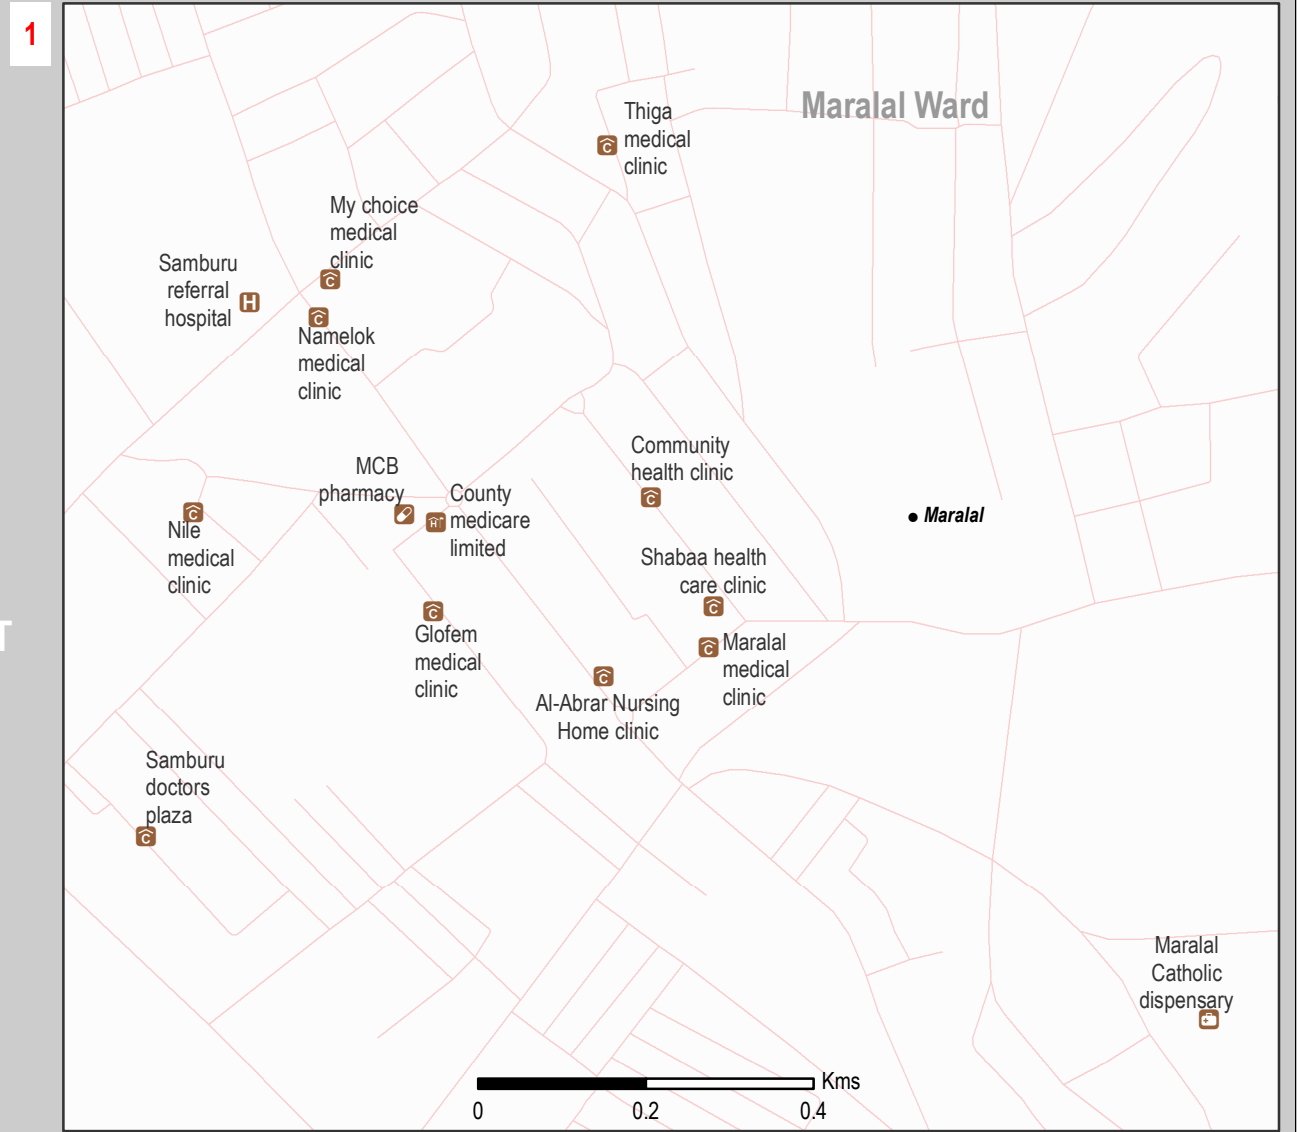 1
Maralal Ward
Thiga
medical
clinic
My choice
medical
clinic
Samburu
referral
hospital
H
Namelok
medical
clinic
Community
health clinic
MCB
pharmacy
County
medicare
limited
Maralal
Nile
medical
clinic
Shabaa health
care clinic
T
Glofem
medical
clinic
Maralal
medical
clinic
Al-Abrar Nursing
Home clinic
Samburu
doctors
plaza
Maralal
Catholic
dispensary
Kms
0 0.2 0.4